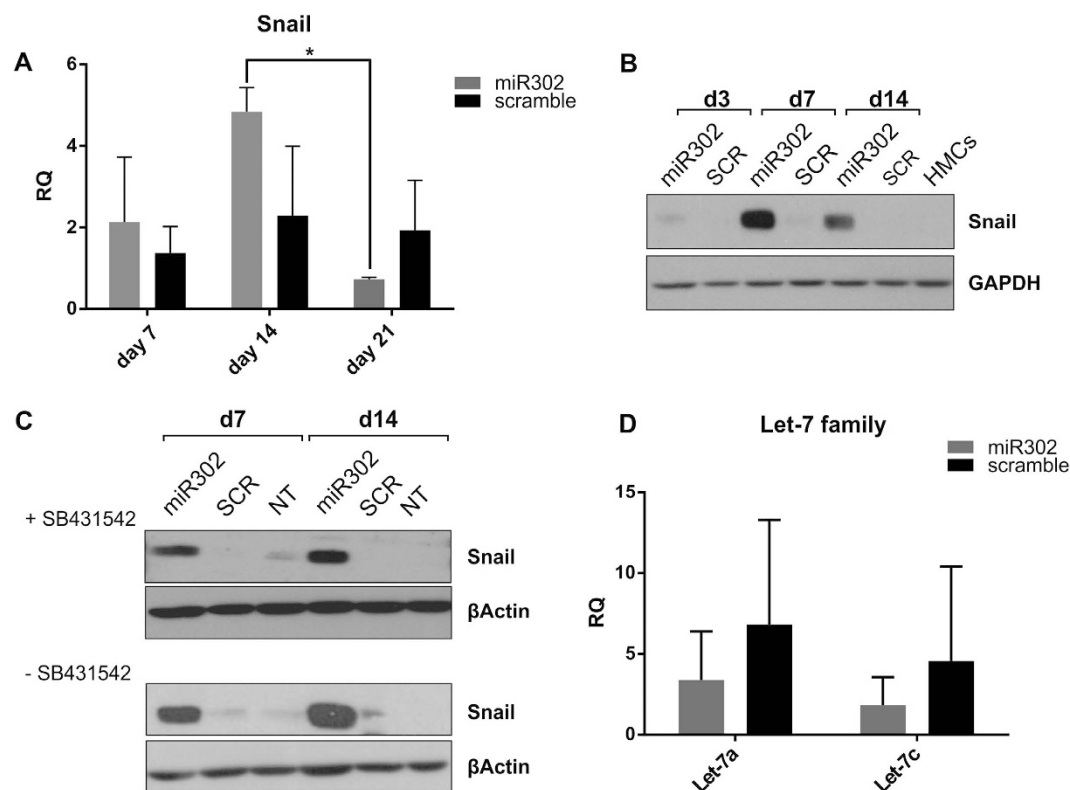 Snail
A
6
4
2
0
RQ
*
miR302
scramble
day 7
day 14
day 21
B
d3 d7 d14
miR302 SCR miR302 SCR miR302 SCR HMCs
Snail
GAPDH
C
d7 d14
miR302 SCR NT miR302 SCR NT
+ SB431542
Snail
βActin
- SB431542
Snail
βActin
D
Let-7 family
miR302
scramble
15
10
5
0
RQ
Let-7a
Let-7c